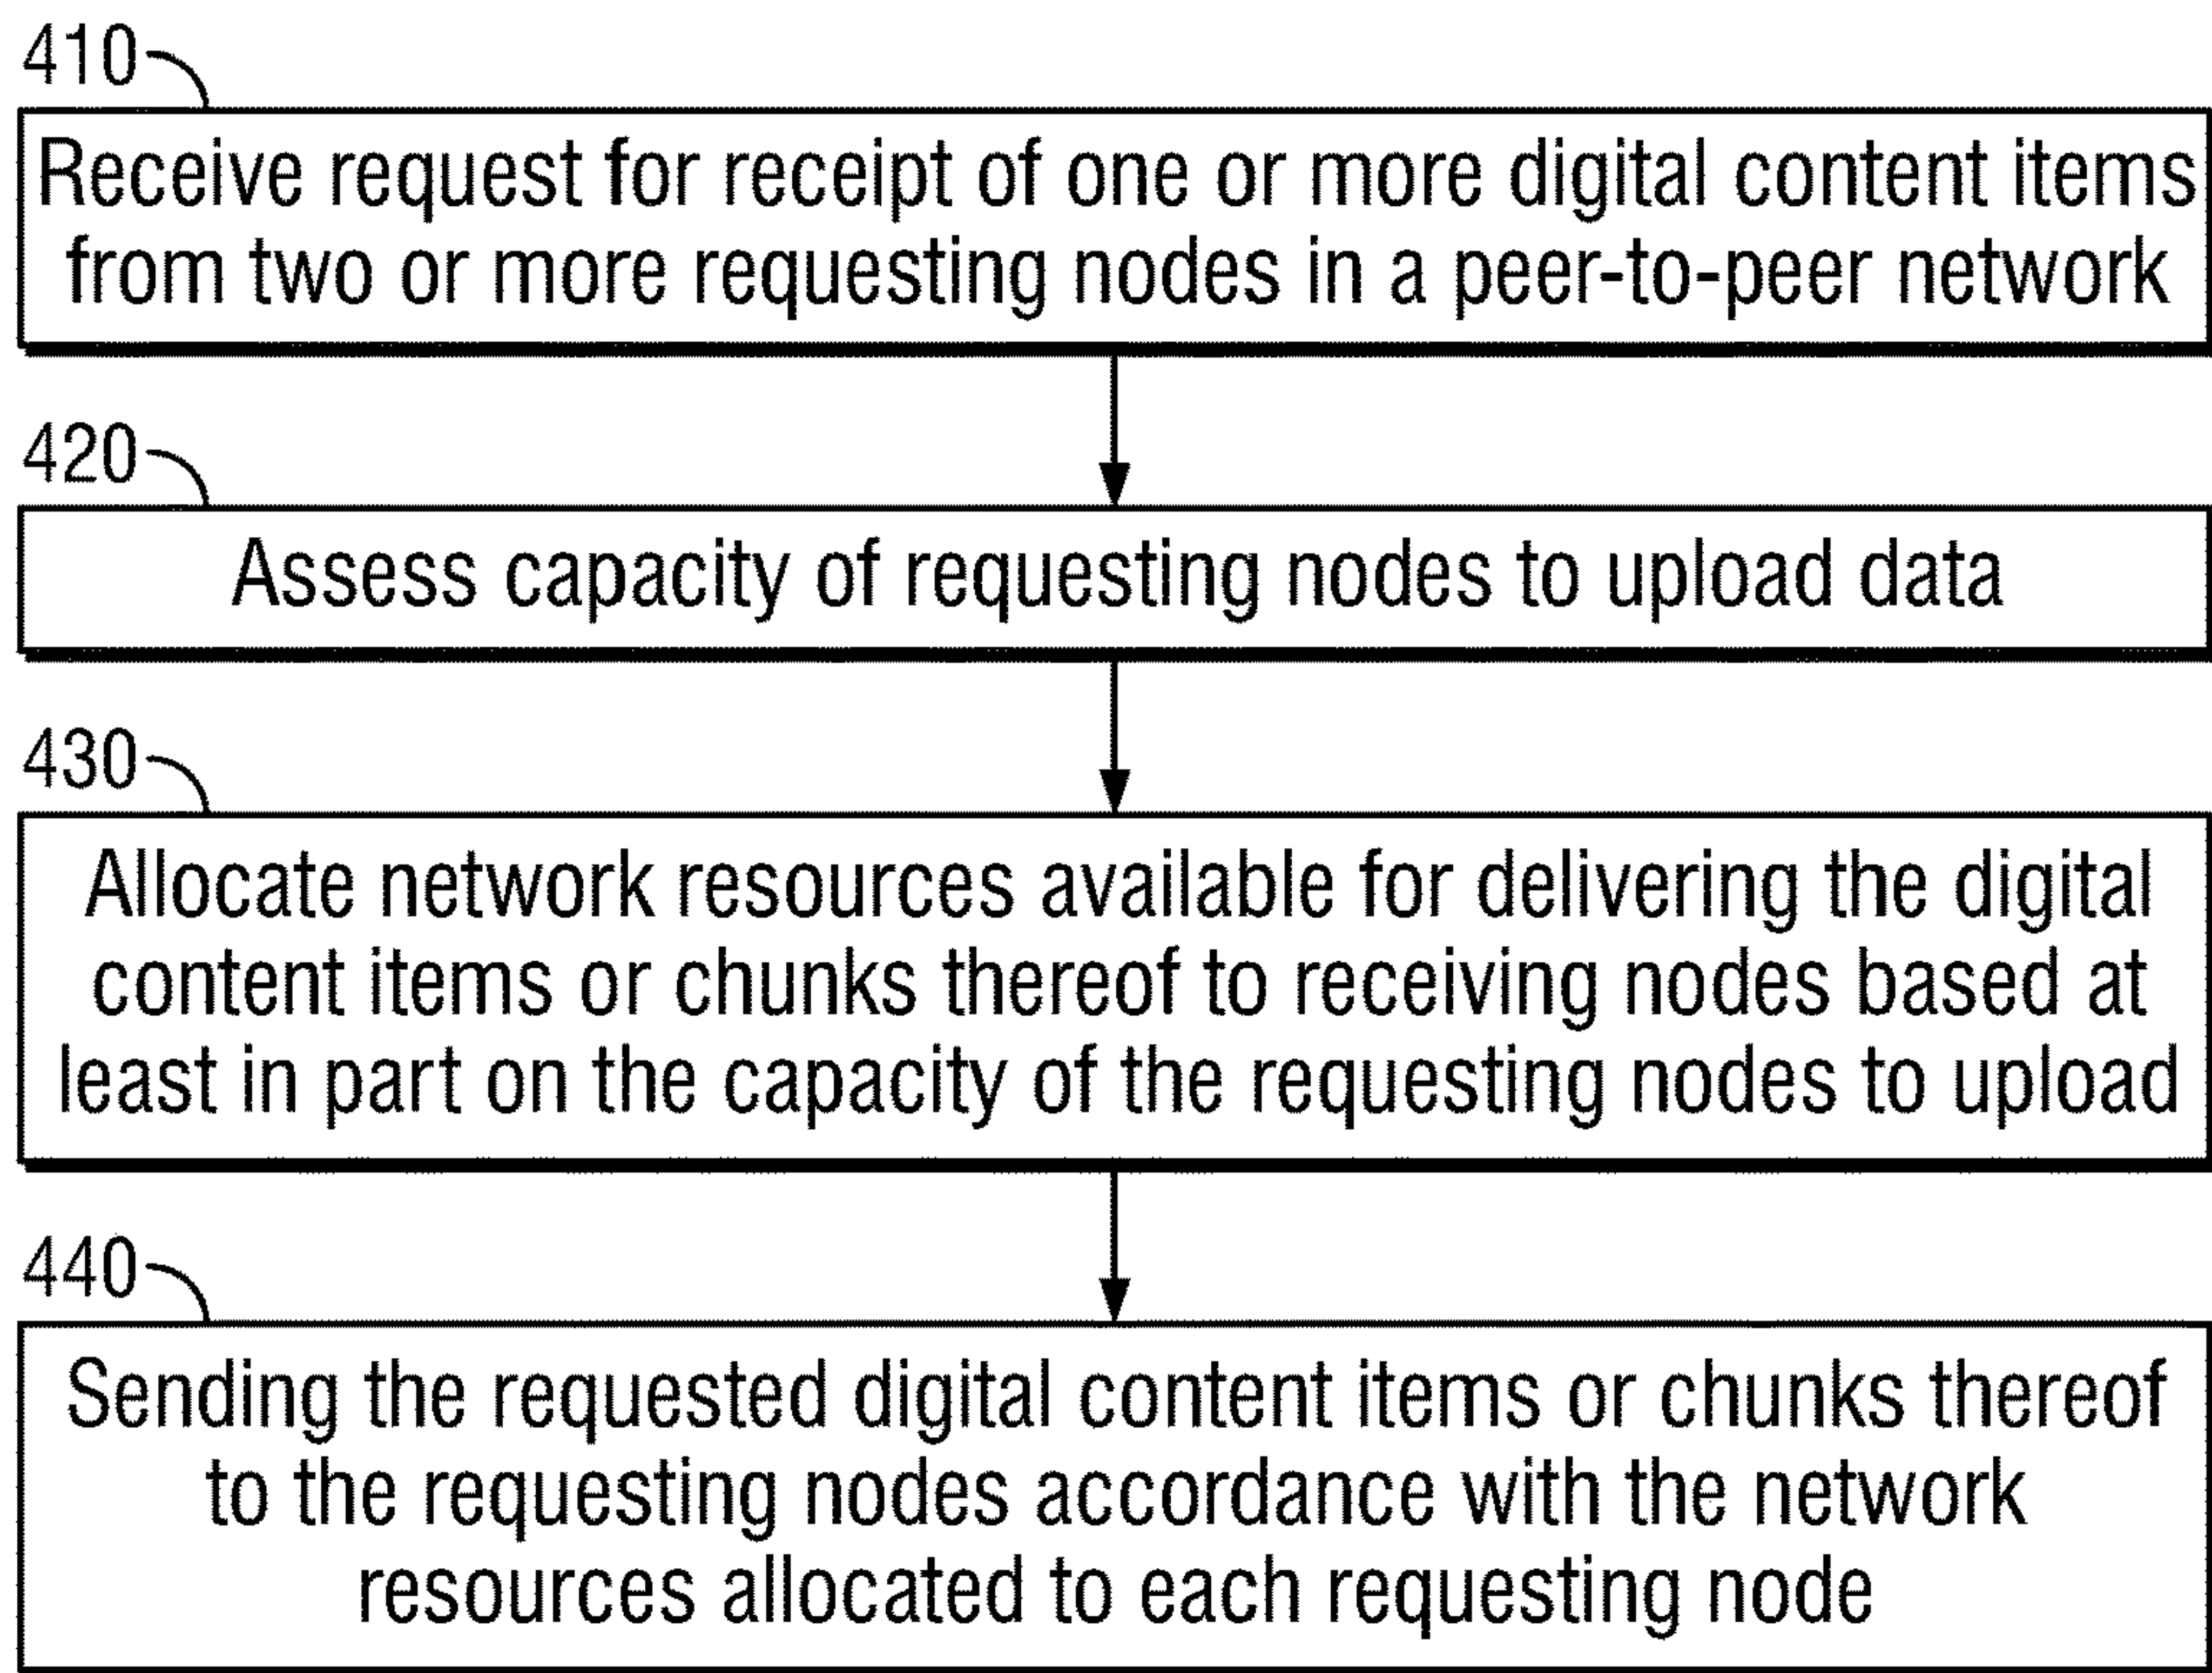 410
Receive request for receipt of one or more digital content items
from two or more requesting nodes in a peer-to-peer network
420
Assess capacity of requesting nodes to upload data
430
Allocate network resources available for delivering the digital
content items or chunks thereof to receiving nodes based at
least in part on the capacity of the requesting nodes to upload
440
Sending the requested digital content items or chunks thereof
to the requesting nodes accordance with the network
resources allocated to each requesting node